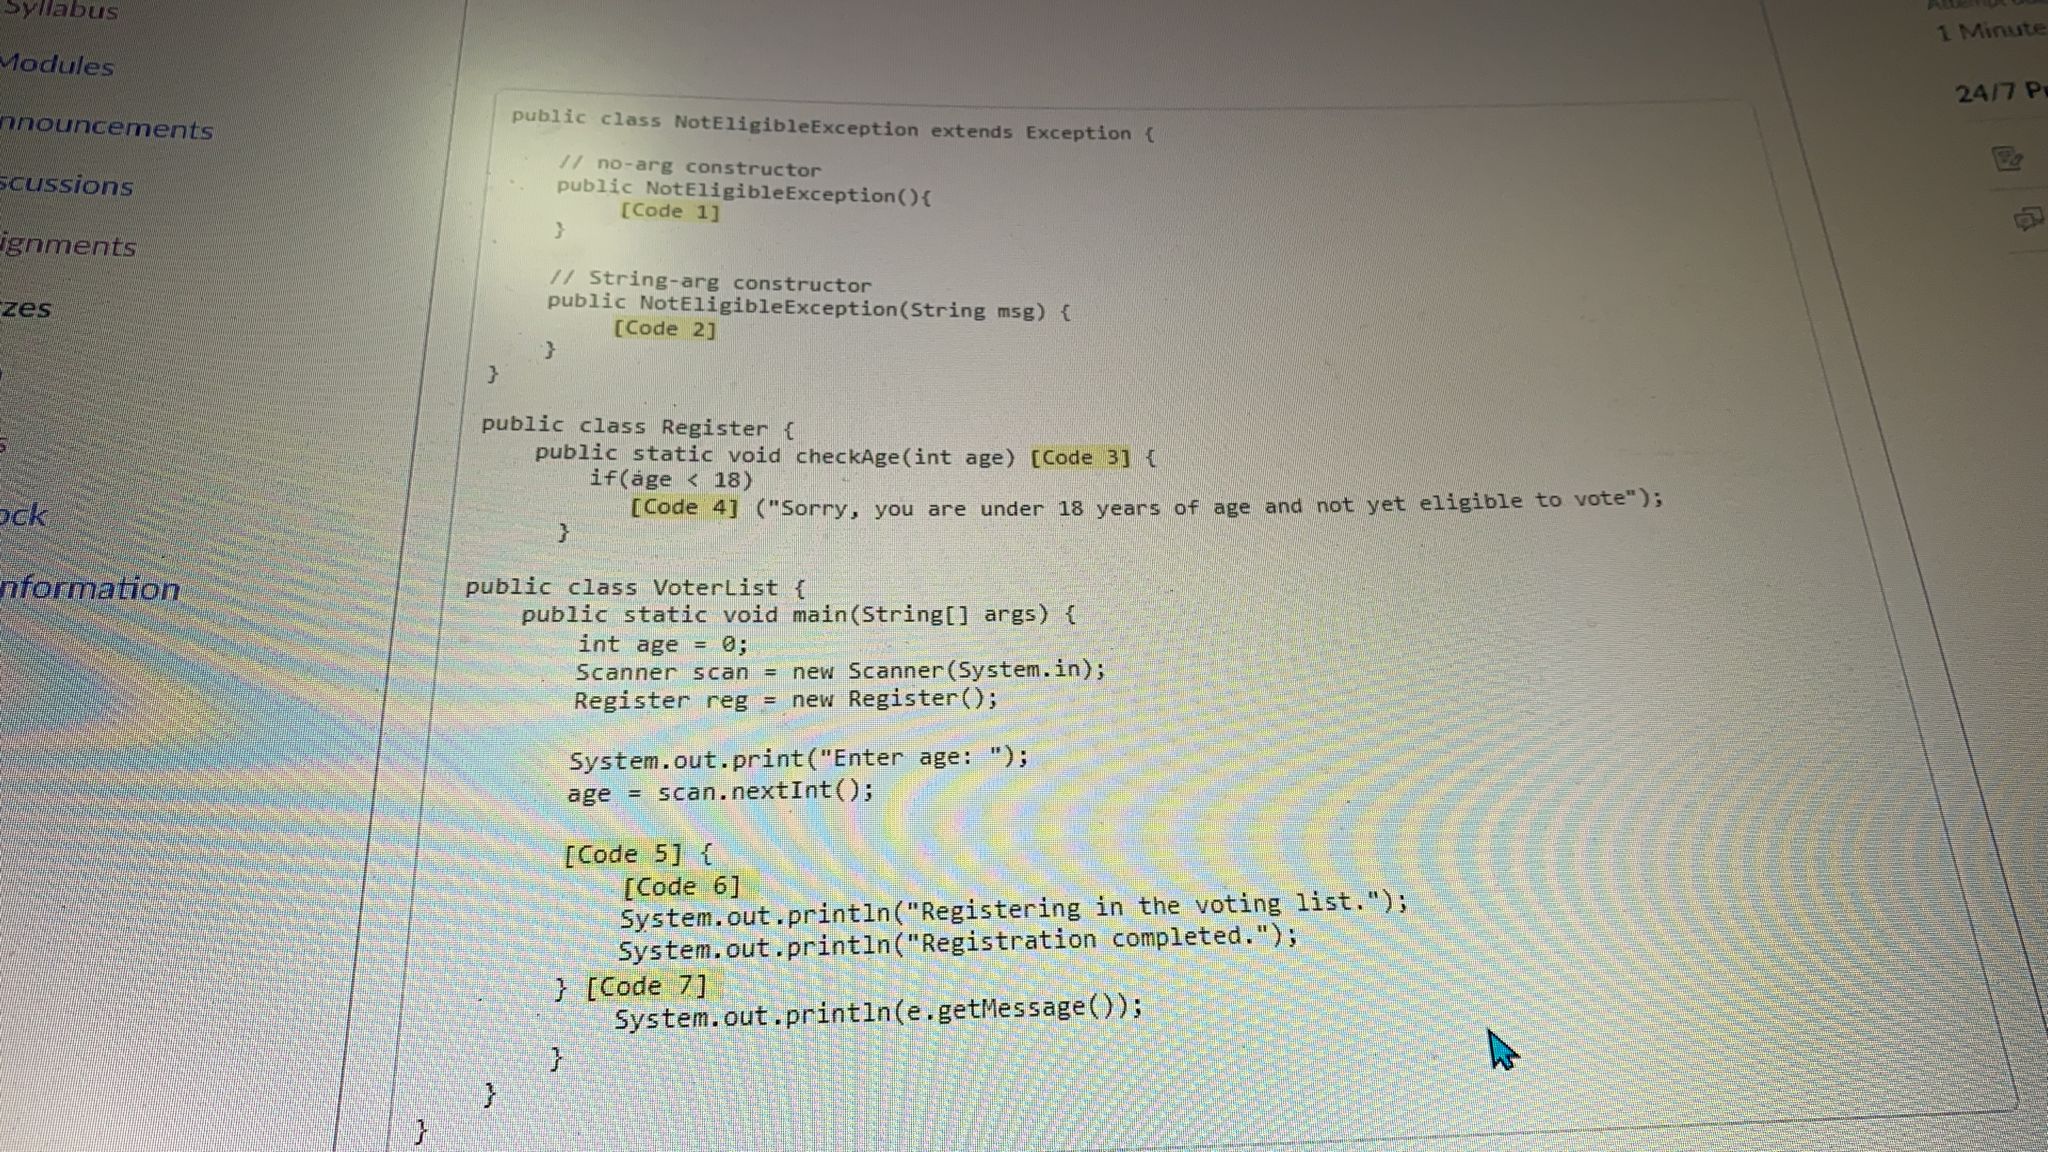 Syllabus
Modules
nnouncements
scussions
ignments
zes
ock
nformation
1 Minute
24/7
public class NotEligibleException extends Exception {
// no-arg constructor
public NotEligibleException(){
[Code 1]
}
// String-arg constructor
public NotEligibleException(String msg) {
[Code 2]
}
}
public class Register {
public static void checkAge(int age) [Code 3] {
if(age < 18)
[Code 4] ("Sorry, you are under 18 years of age and not yet eligible to vote");
}
public class VoterList {
public static void main(String[] args) {
int age = 0;
Scanner scan = new Scanner(System.in);
Register reg = new Register();
System.out.print("Enter age: ");
age = scan.nextInt();
[Code 5] {
[Code 6]
System.out.println("Registering in the voting list.");
System.out.println("Registration completed.");
} [Code 7]
System.out.println(e.getMessage());
}
}
}